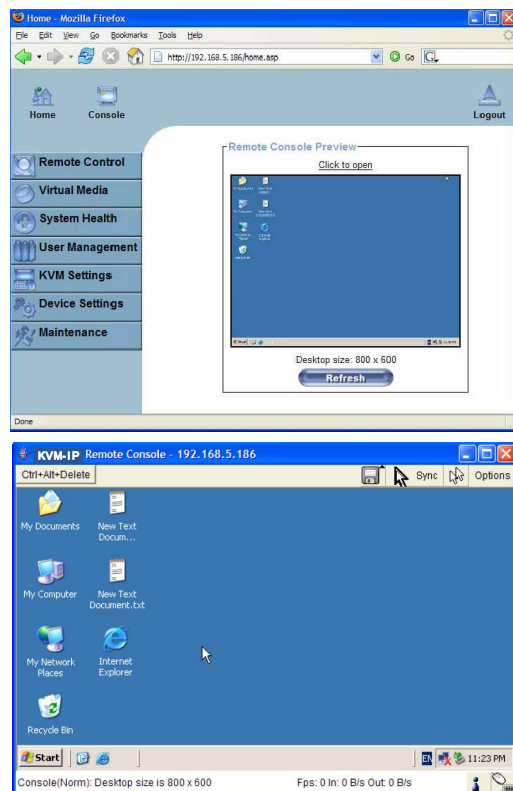 Home - Mozilla Firefox
File Edit View Go Bookmarks Tools Help
http://192.168.5.186/home.asp Go G,
Home Console Logout
Remote Control
Virtual Media
System Health
User Management
KVM Settings
Device Settings
Maintenance
Remote Console Preview
Click to open
Start
Desktop size: 800 x 600
Refresh
Done
KVM-IP Remote Console - 192.168.5.186
Ctrl+Alt+Delete Sync Options
My Documents
New Text Docum...
My Computer
New Text Document.txt
My Network Places
Internet Explorer
Recycle Bin
Start EN 11:23 PM
Console(Norm): Desktop size is 800 x 600 Fps: 0 In: 0 B/s Out: 0 B/s